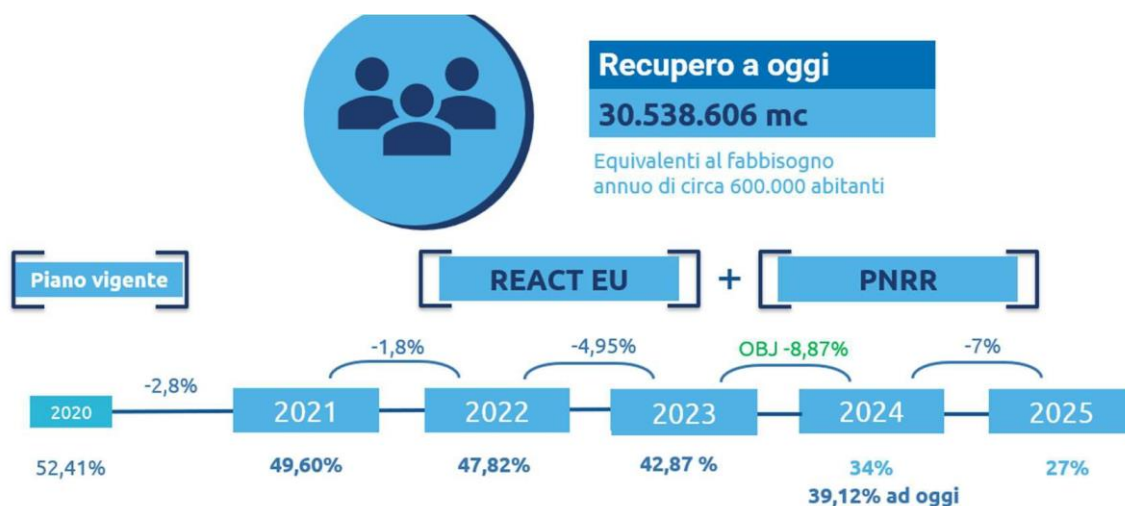 Recupero a oggi
30.538.606 mc
Equivalenti al fabbisogno
annuo di circa 600.000 abitanti
Piano vigente
REACT EU + PNRR
-2,8%
-1,8%
-4,95%
OBJ -8,87%
-7%
2020
2021
2022
2023
2024
2025
52,41%
49,60%
47,82%
42,87 %
34%
27%
39,12% ad oggi